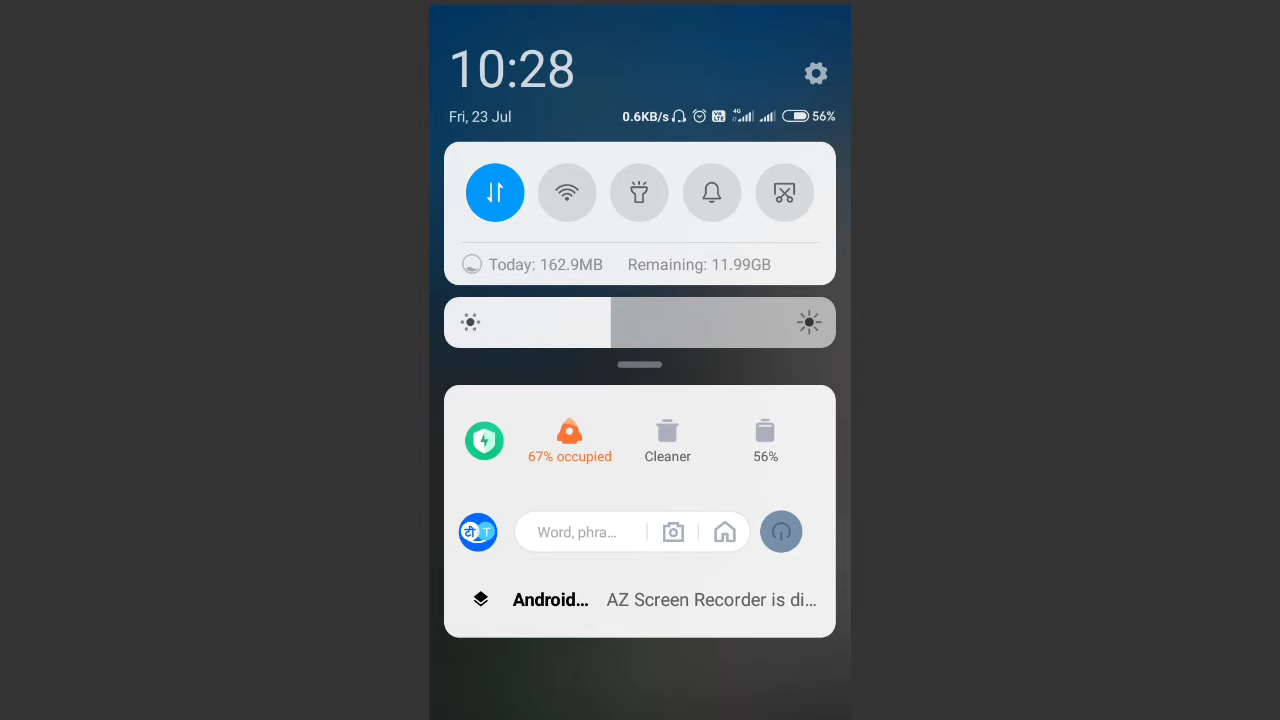 10:28
Fri, 23 Jul 0.6KB/s 4G 56%
Today: 162.9MB Remaining: 11.99GB
67% occupied Cleaner 56%
टी T Word, phra...
Android... AZ Screen Recorder is di...